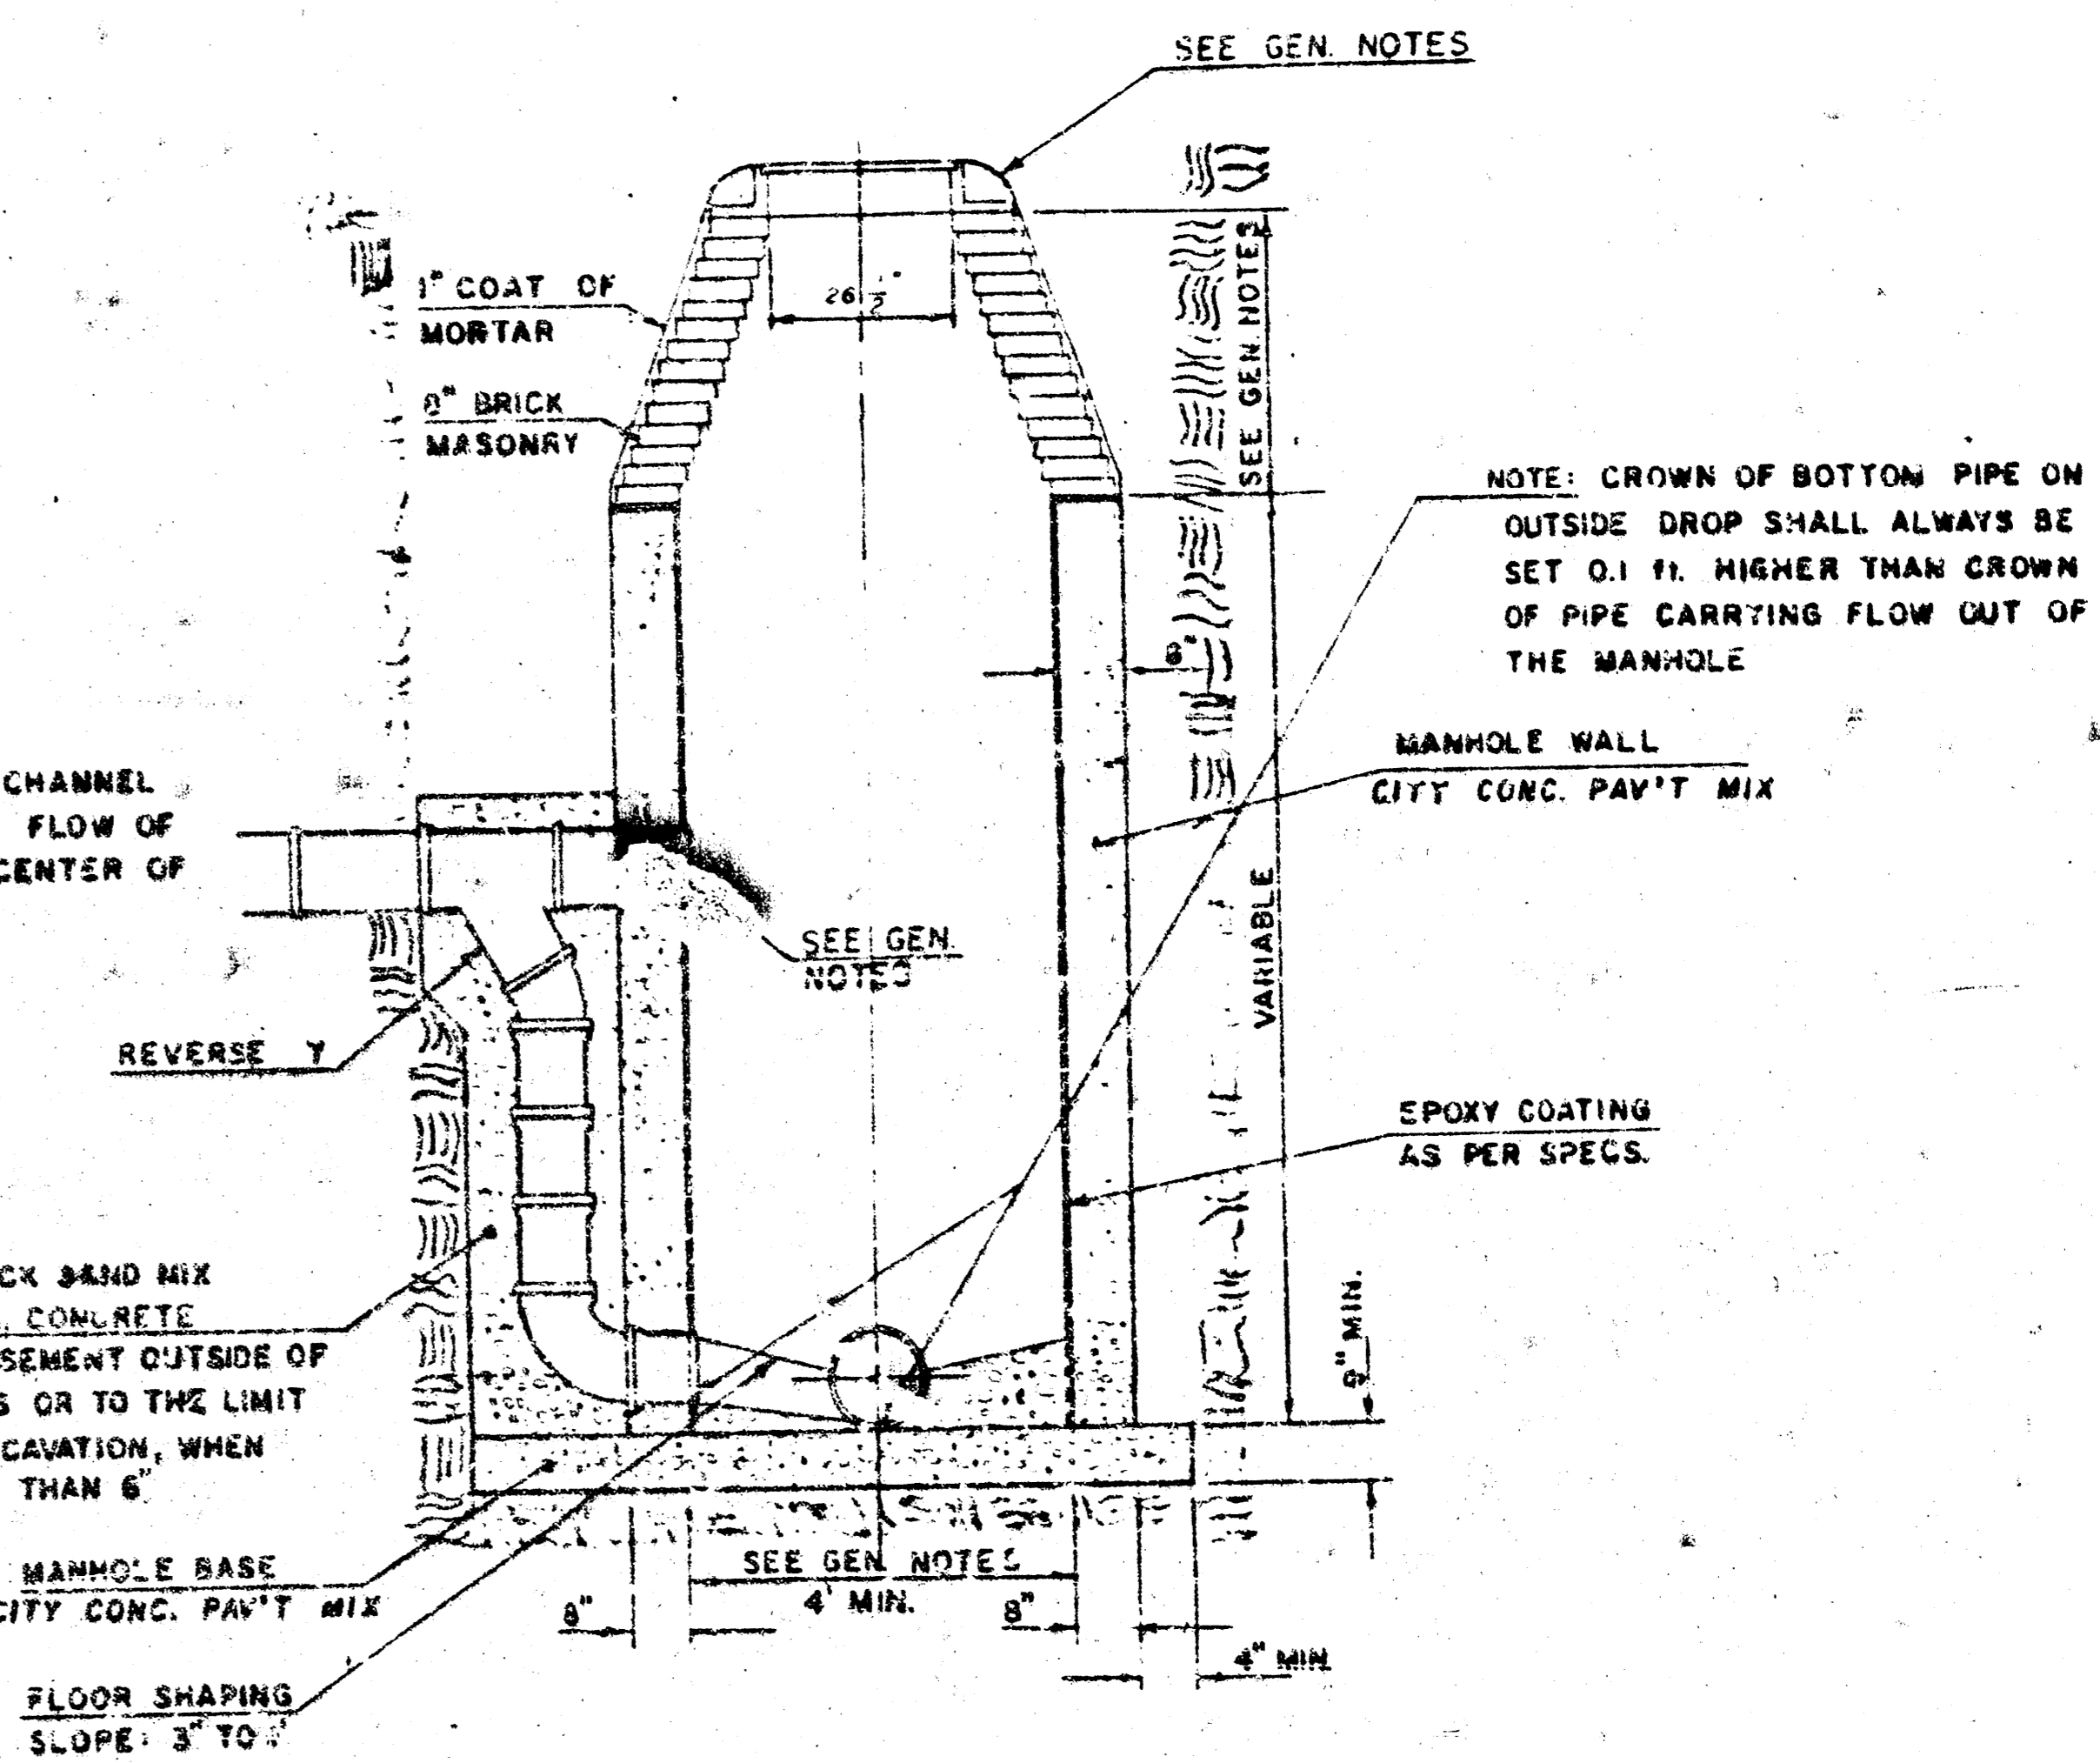 SEE GEN. NOTES
1" COAT OF
MORTAR
26 1/2"
8" BRICK
MASONRY
SEE GEN. NOTES
NOTE: CROWN OF BOTTOM PIPE ON
OUTSIDE DROP SHALL ALWAYS BE
SET 0.1 ft. HIGHER THAN CROWN
OF PIPE CARRYING FLOW OUT OF
THE MANHOLE
8"
MANHOLE WALL
CITY CONC. PAV'T MIX
CHANNEL
FLOW OF
CENTER OF
VARIABLE
SEE GEN.
NOTES
REVERSE Y
EPOXY COATING
AS PER SPECS.
CK SAND MIX
CONCRETE
SEMENT OUTSIDE OF
S OR TO THE LIMIT
CAVATION, WHEN
THAN 6"
9" MIN.
MANHOLE BASE
CITY CONC. PAV'T MIX
SEE GEN. NOTES
4' MIN.
8"
8"
4" MIN.
FLOOR SHAPING
SLOPE: 3" TO